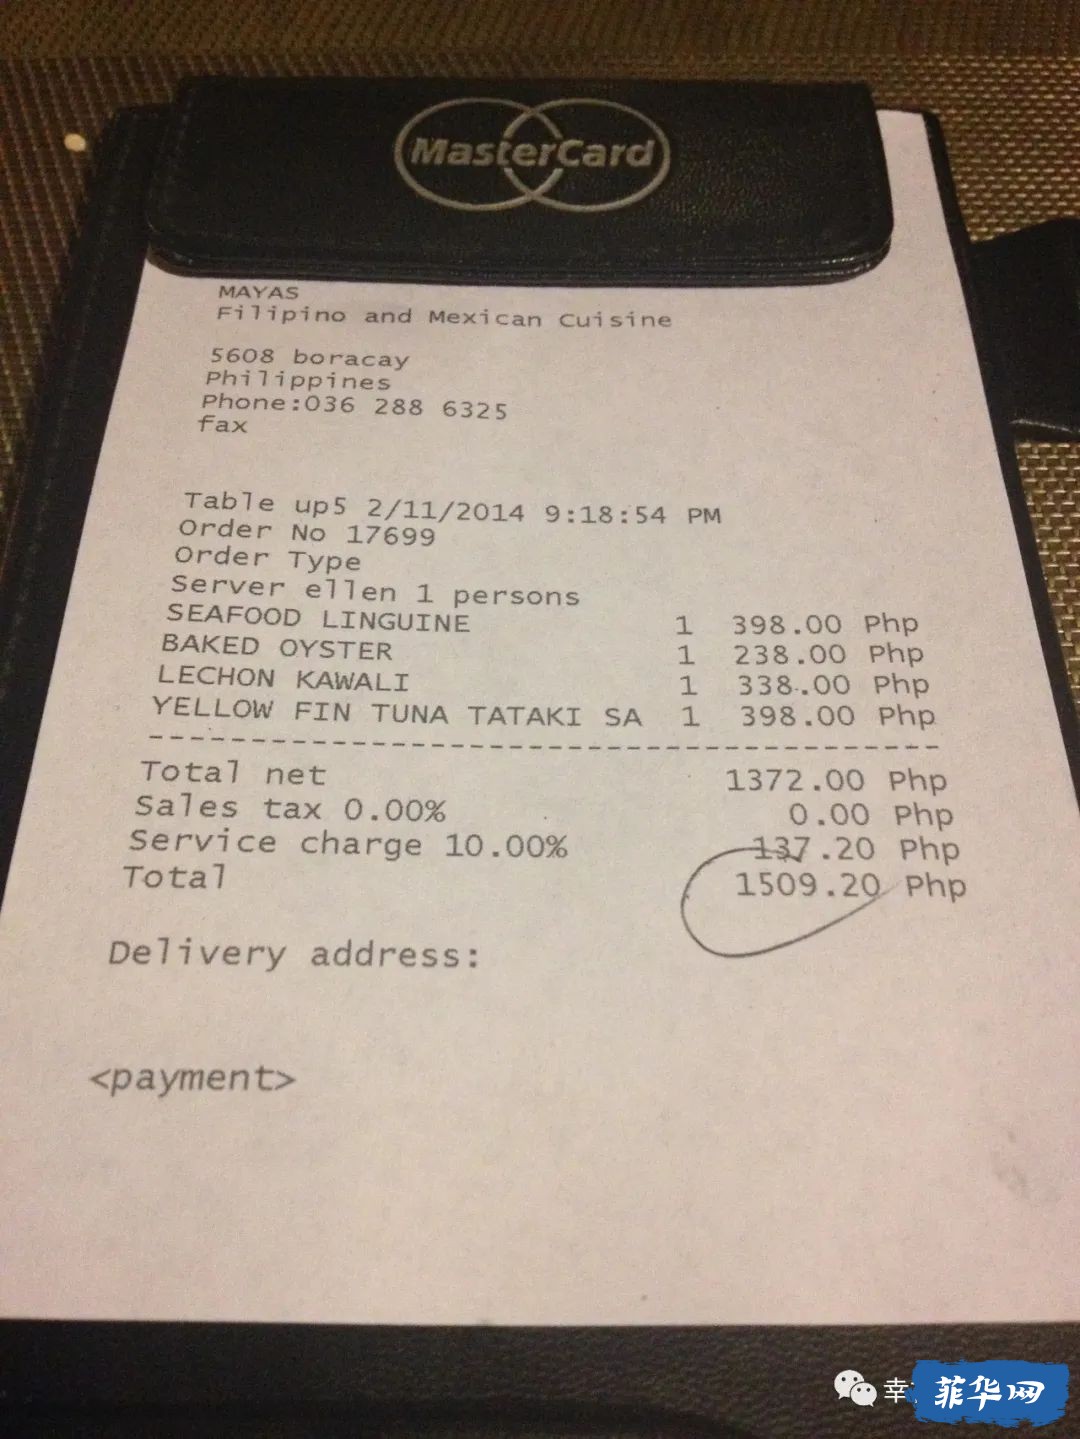 MasterCard
MAYAS
Filipino and Mexican Cuisine
5608 boracay
Philippines
Phone:036 288 6325
fax
Table up5 2/11/2014 9:18:54 PM
Order No 17699
Order Type
Server ellen 1 persons
SEAFOOD LINGUINE 1 398.00 Php
BAKED OYSTER 1 238.00 Php
LECHON KAWALI 1 338.00 Php
YELLOW FIN TUNA TATAKI SA 1 398.00 Php
----------------------------------------
Total net 1372.00 Php
Sales tax 0.00% 0.00 Php
Service charge 10.00% 137.20 Php
Total 1509.20 Php
Delivery address:
<payment>
幸 菲华网